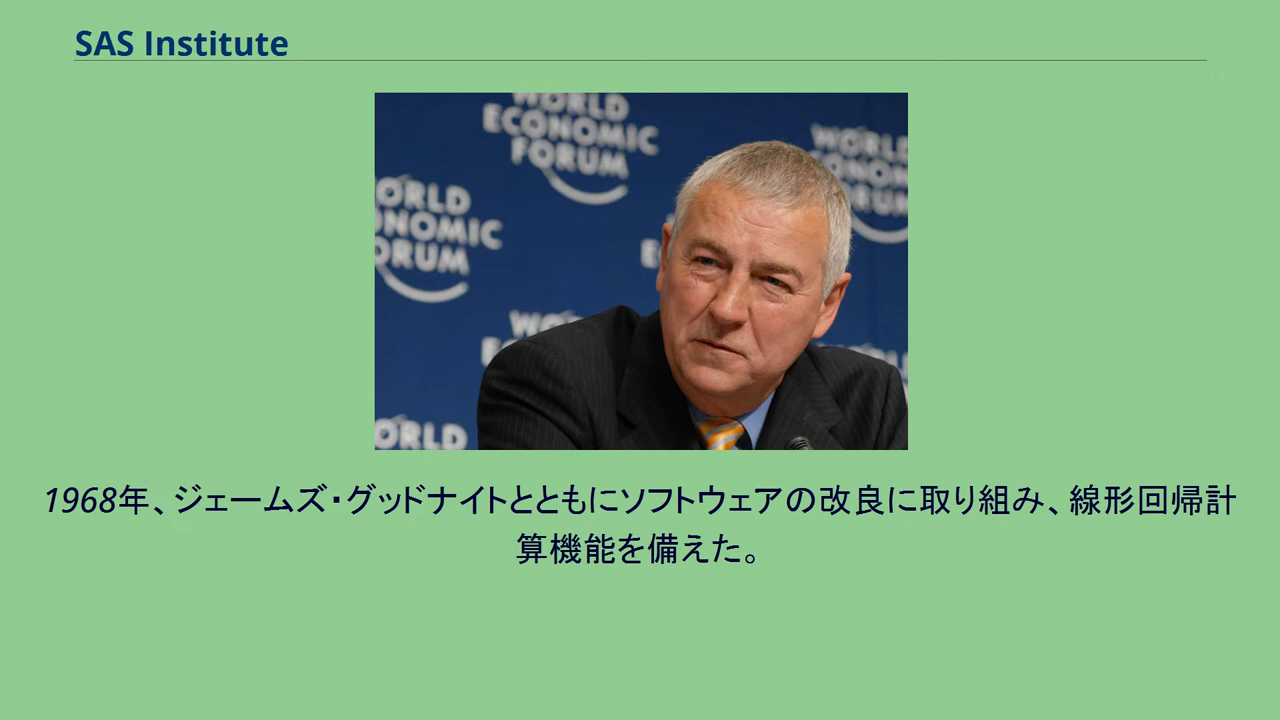 SAS Institute
WORLD
ECONOMIC
FORUM
WORLD
ECONOMIC
FORUM
ORLD
ONOMIC
ORUM
WORLD
E
E
ORLD
1968年、ジェームズ・グッドナイトとともにソフトウェアの改良に取り組み、線形回帰計
算機能を備えた。